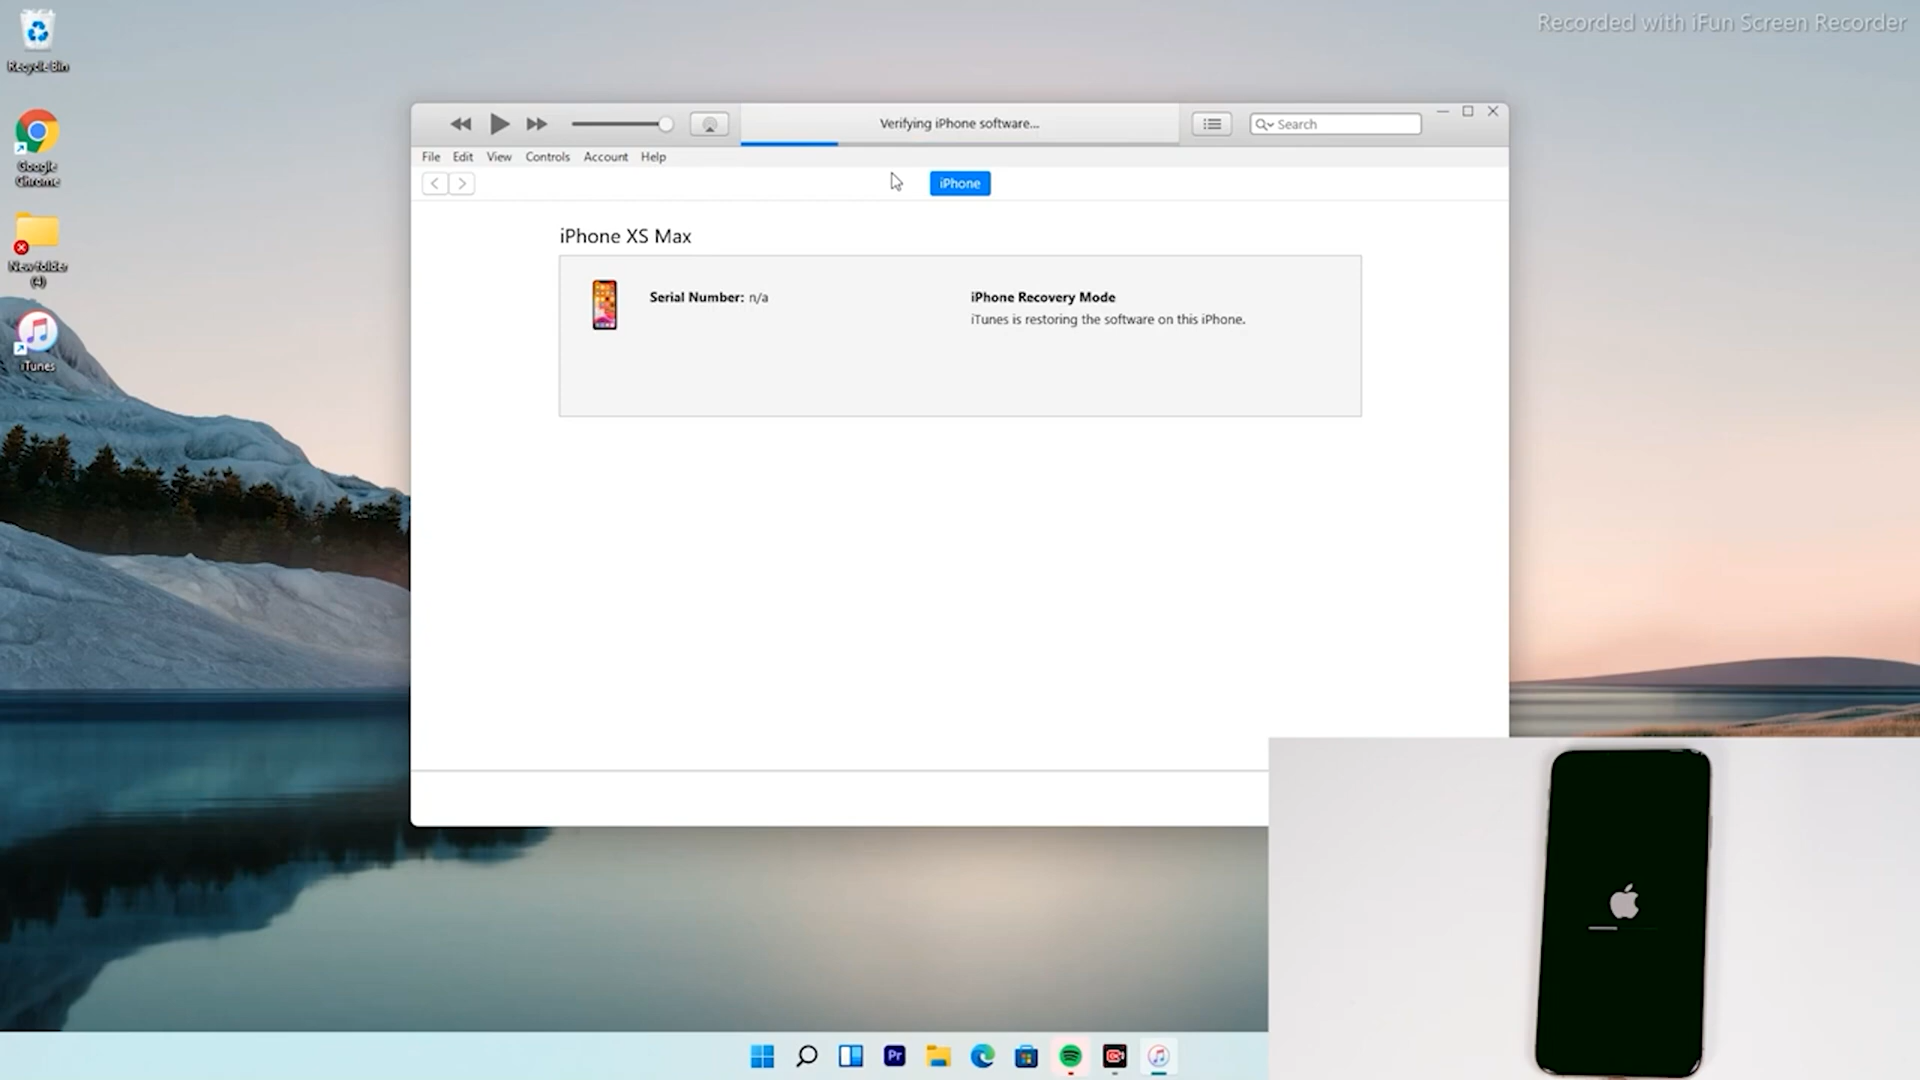 Recorded with iFun Screen Recorder
Recycle Bin
Google
Chrome
New folder
(4)
iTunes
Verifying iPhone software...
Search
File Edit View Controls Account Help
iPhone
iPhone XS Max
Serial Number: n/a
iPhone Recovery Mode
iTunes is restoring the software on this iPhone.
Pr